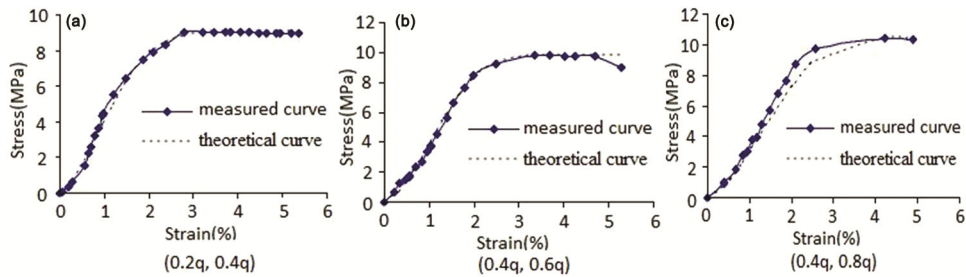 (a)
Stress(MPa)
10
8
6
4
2
0
measured curve
theoretical curve
0 1 2 3 4 5 6
Strain(%)
(0.2q, 0.4q)
(b)
Stress(MPa)
12
10
8
6
4
2
0
measured curve
theoretical curve
0 1 2 3 4 5 6
Strain(%)
(0.4q, 0.6q)
(c)
Stress(MPa)
12
10
8
6
4
2
0
measured curve
theoretical curve
0 1 2 3 4 5 6
Strain(%)
(0.4q, 0.8q)